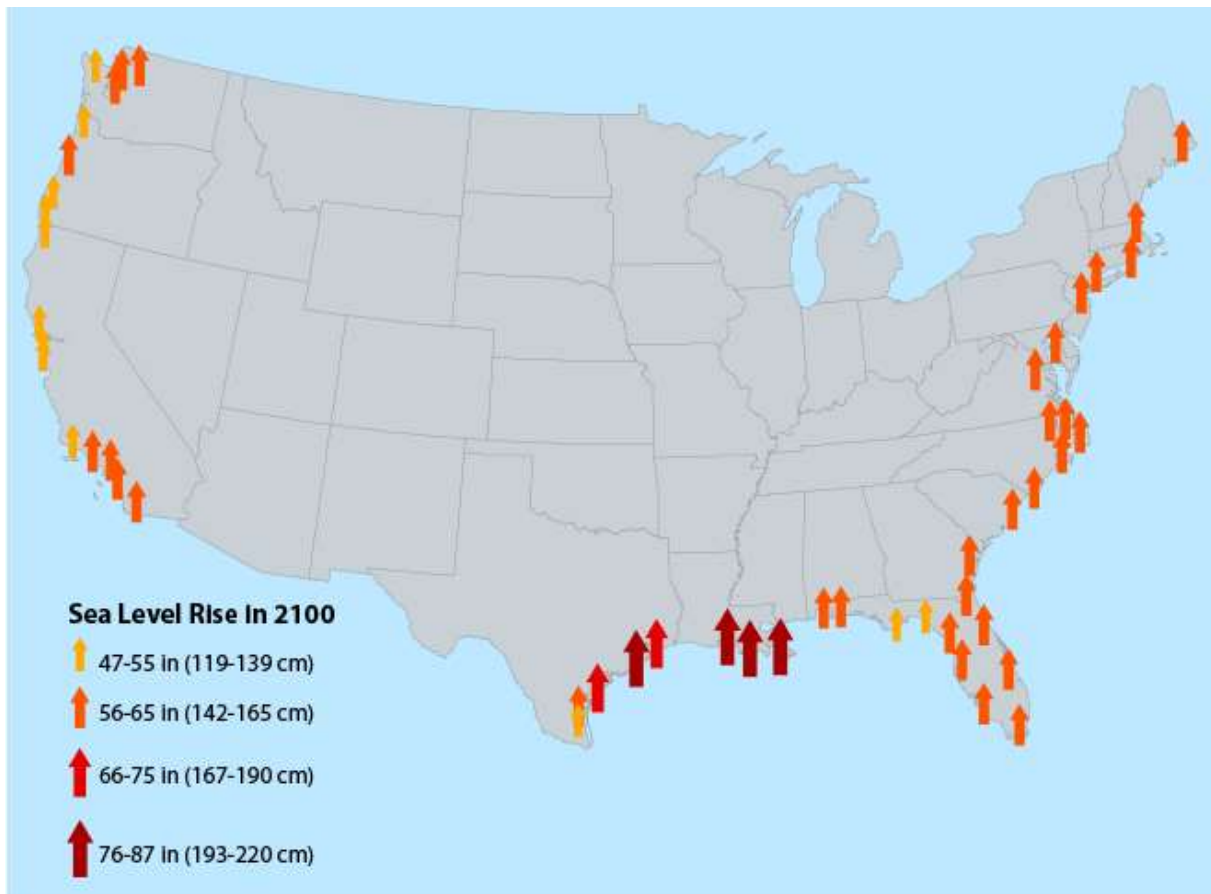 Sea Level Rise in 2100
47-55 in (119-139 cm)
56-65 in (142-165 cm)
66-75 in (167-190 cm)
76-87 in (193-220 cm)